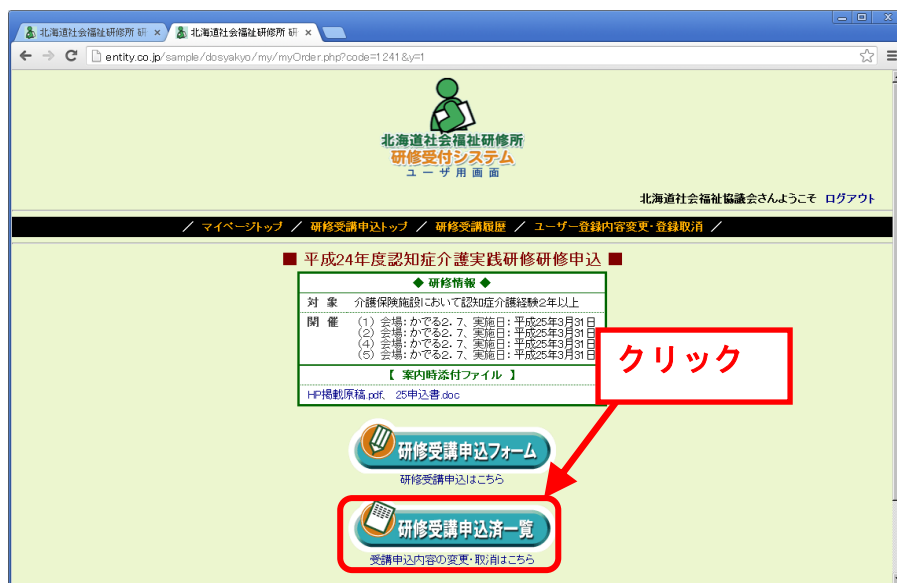 北海道社会福祉研修所 研
北海道社会福祉研修所 研
entity.co.jp/sample/dosyakyo/my/myOrder.php?code=1241&y=1
北海道社会福祉研修所
研修受付システム
ユーザ用画面
北海道社会福祉協議会さんようこそ ログアウト
／ マイページトップ ／ 研修受講申込トップ ／ 研修受講履歴 ／ ユーザー登録内容変更・登録取消 ／
■ 平成24年度認知症介護実践研修研修申込 ■
◆ 研修情報 ◆
対 象 介護保険施設において認知症介護経験2年以上
開 催 (1) 会場：かでる2．7、実施日：平成25年3月31日
(2) 会場：かでる2．7、実施日：平成25年3月31日
(4) 会場：かでる2．7、実施日：平成25年3月31日
(5) 会場：かでる2．7、実施日：平成25年3月31日
【 案内時添付ファイル 】
HP掲載原稿.pdf、 25申込書.doc
クリック
研修受講申込フォーム
研修受講申込はこちら
研修受講申込済一覧
受講申込内容の変更・取消はこちら